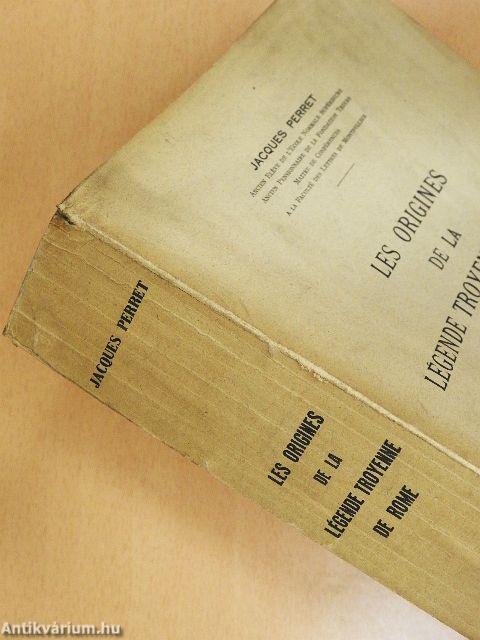 JACQUES PERRET
ANCIEN ÉLÈVE DE L'ÉCOLE NORMALE SUPÉRIEURE
ANCIEN PENSIONNAIRE DE LA FONDATION THIERS
MAITRE DE CONFÉRENCES
A LA FACULTÉ DES LETTRES DE MONTPELLIER
LES ORIGINES
DE LA
LÉGENDE TROYENN
JACQUES PERRET
LES ORIGINES
DE LA
LÉGENDE TROYENNE
DE ROME
Antikvárium.hu